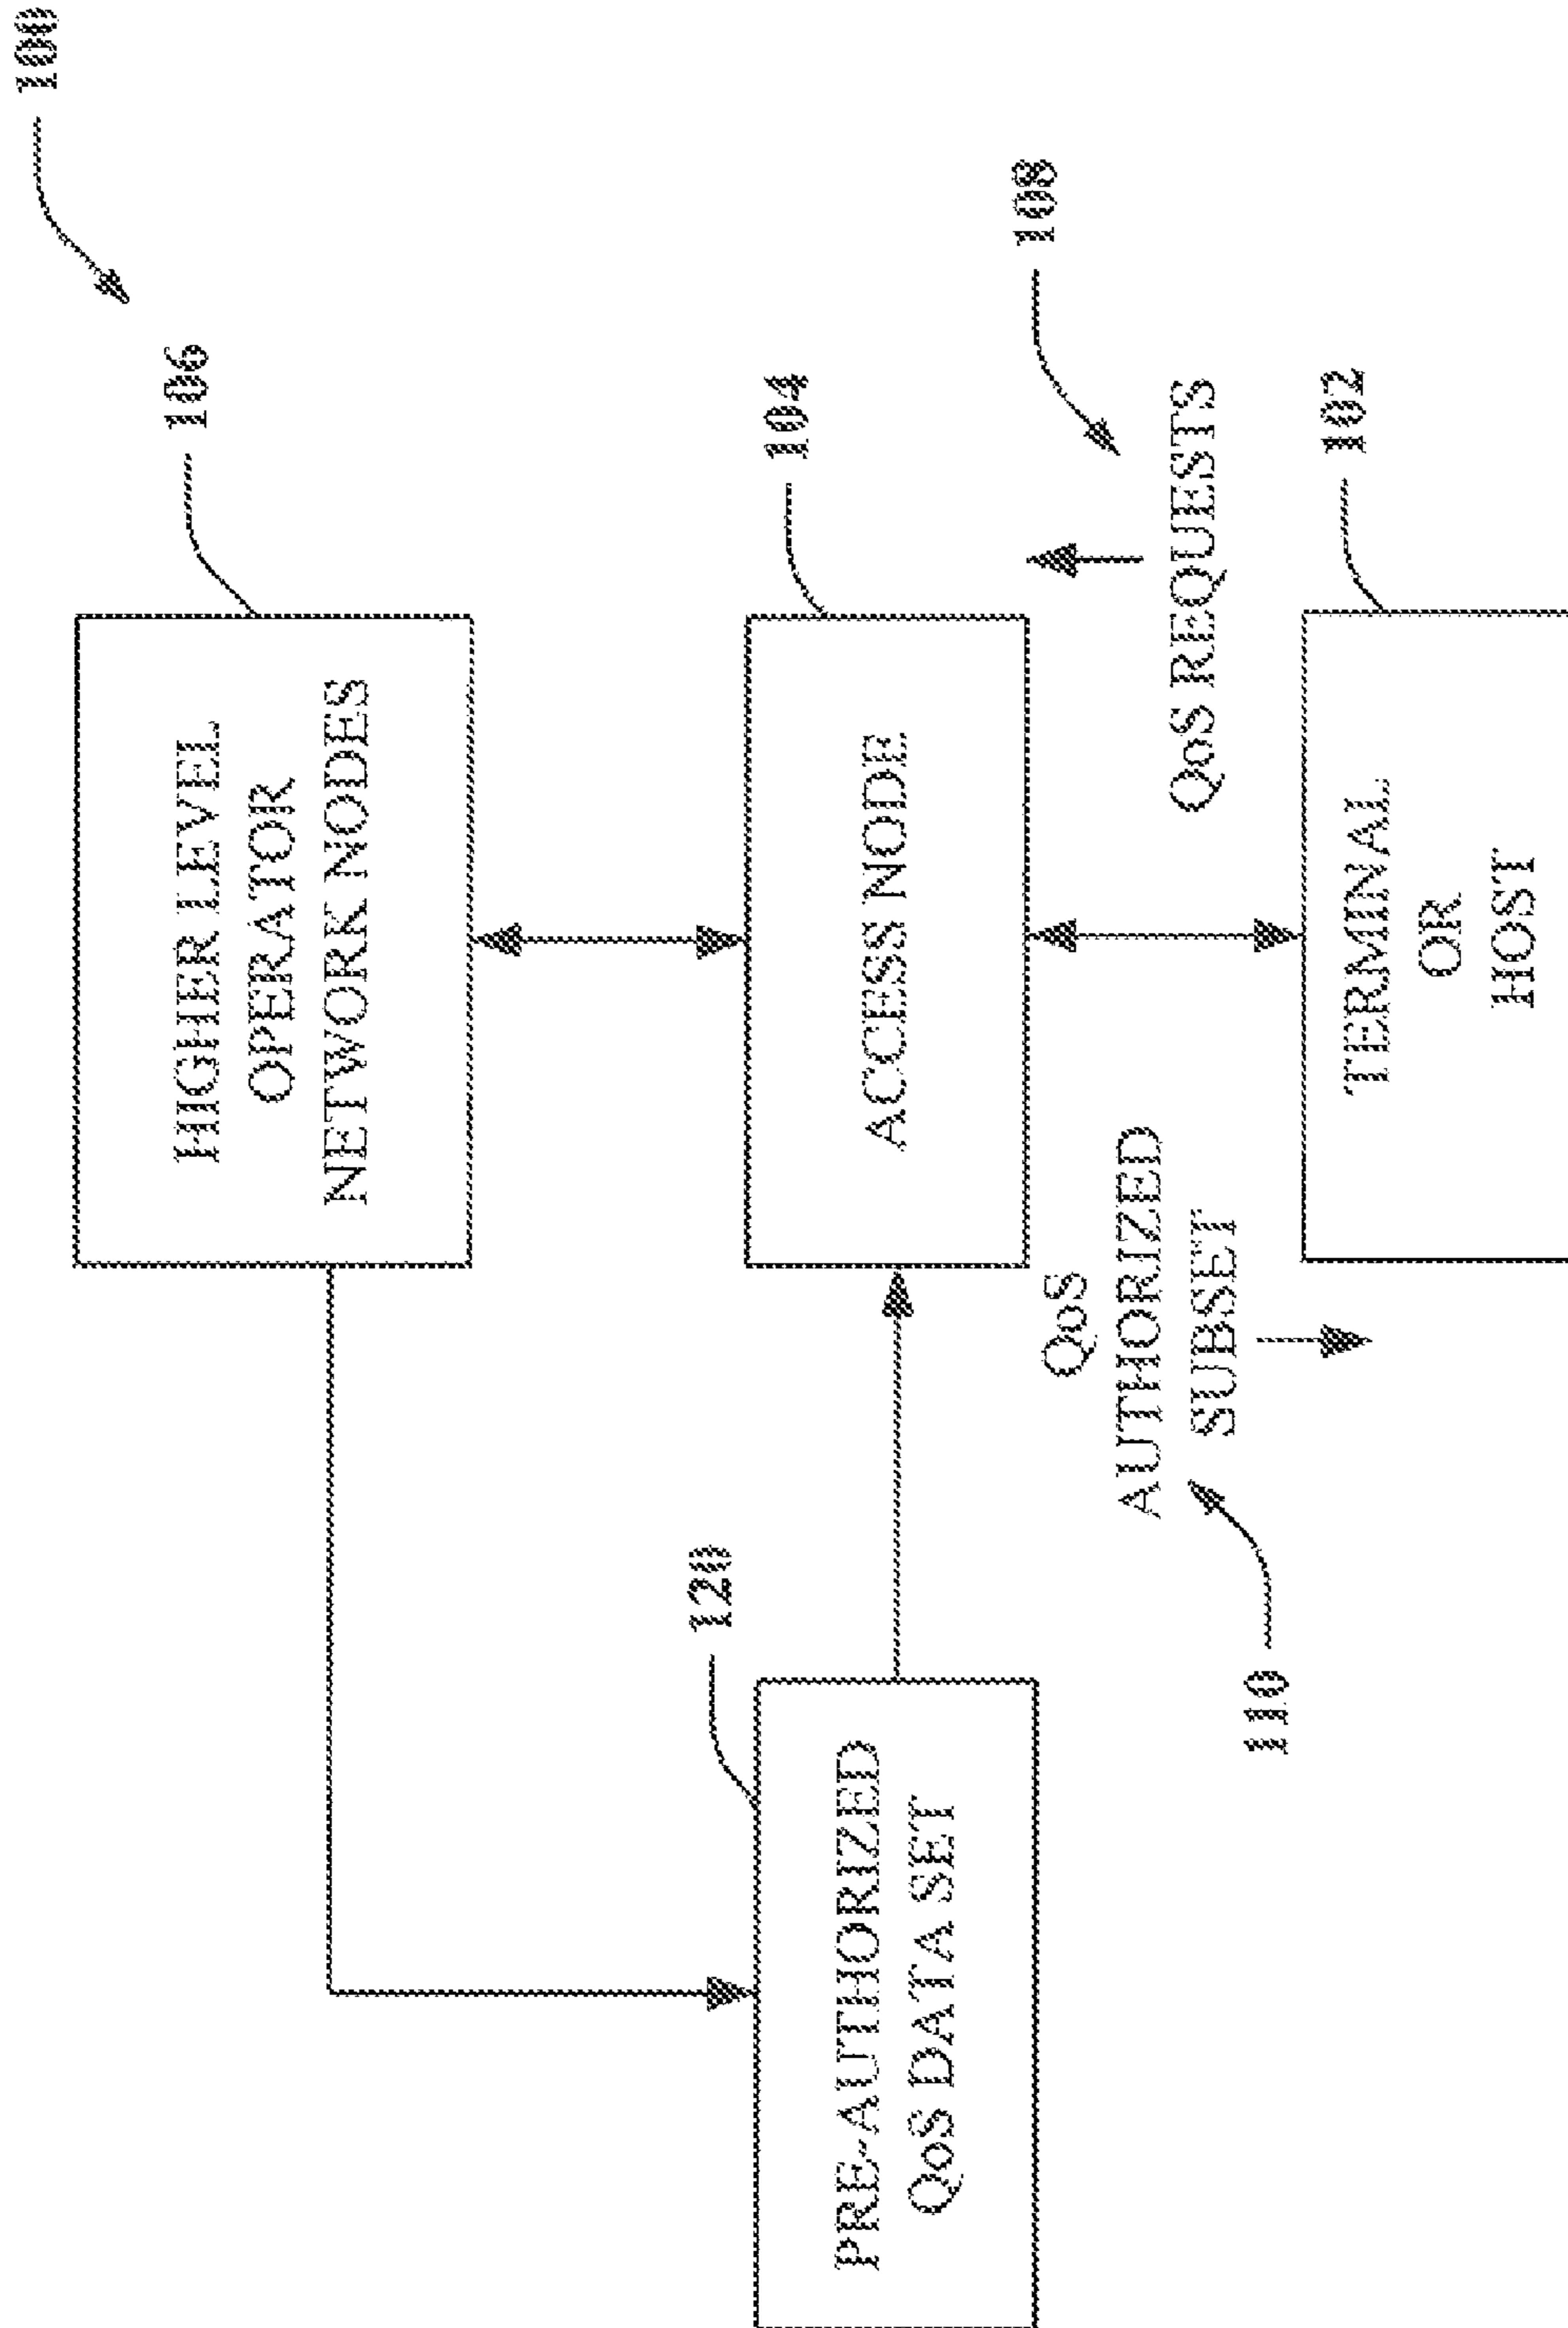 100
106
HIGHER LEVEL
OPERATOR
NETWORK NODES
104
ACCESS NODE
108
QoS REQUESTS
102
TERMINAL
OR
HOST
QoS
AUTHORIZED
SUBSET
110
120
PRE-AUTHORIZED
QoS DATA SET